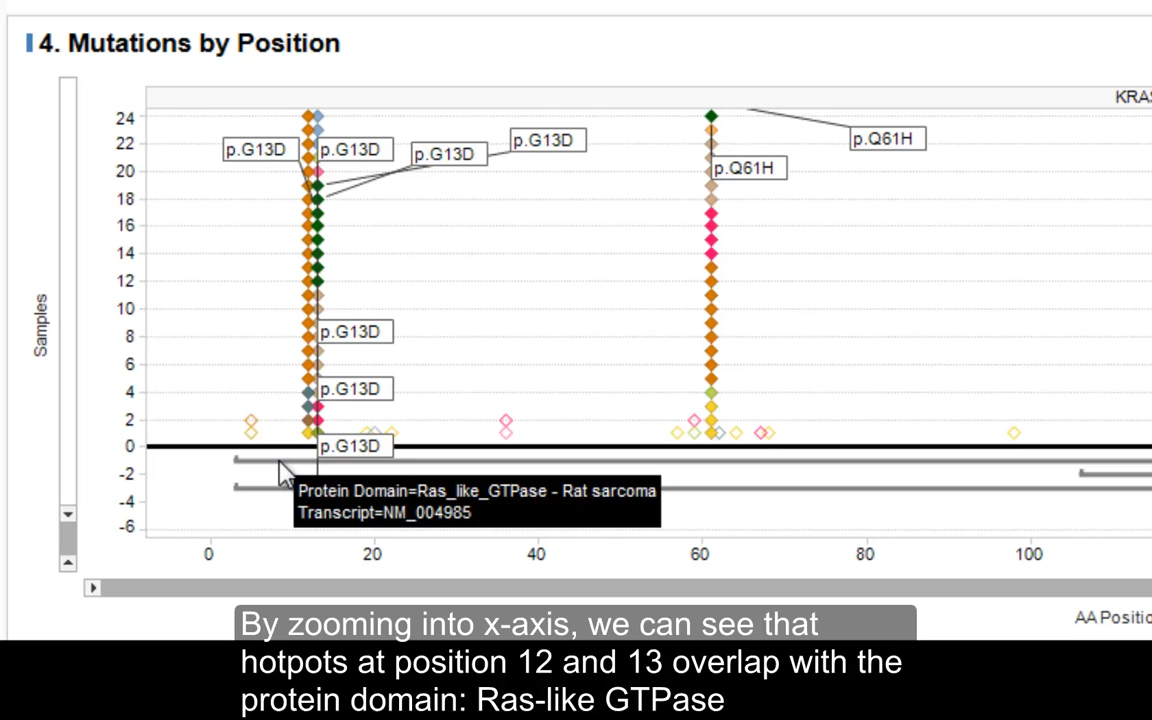 4. Mutations by Position
KRAS
24
22
20
18
16
14
12
10
8
6
4
2
0
-2
-4
-6
Samples
p.G13D
p.G13D
p.G13D
p.G13D
p.Q61H
p.Q61H
p.G13D
p.G13D
p.G13D
Protein Domain=Ras_like_GTPase - Rat sarcoma
Transcript=NM_004985
0 20 40 60 80 100
AA Positio
By zooming into x-axis, we can see that
hotpots at position 12 and 13 overlap with the
protein domain: Ras-like GTPase